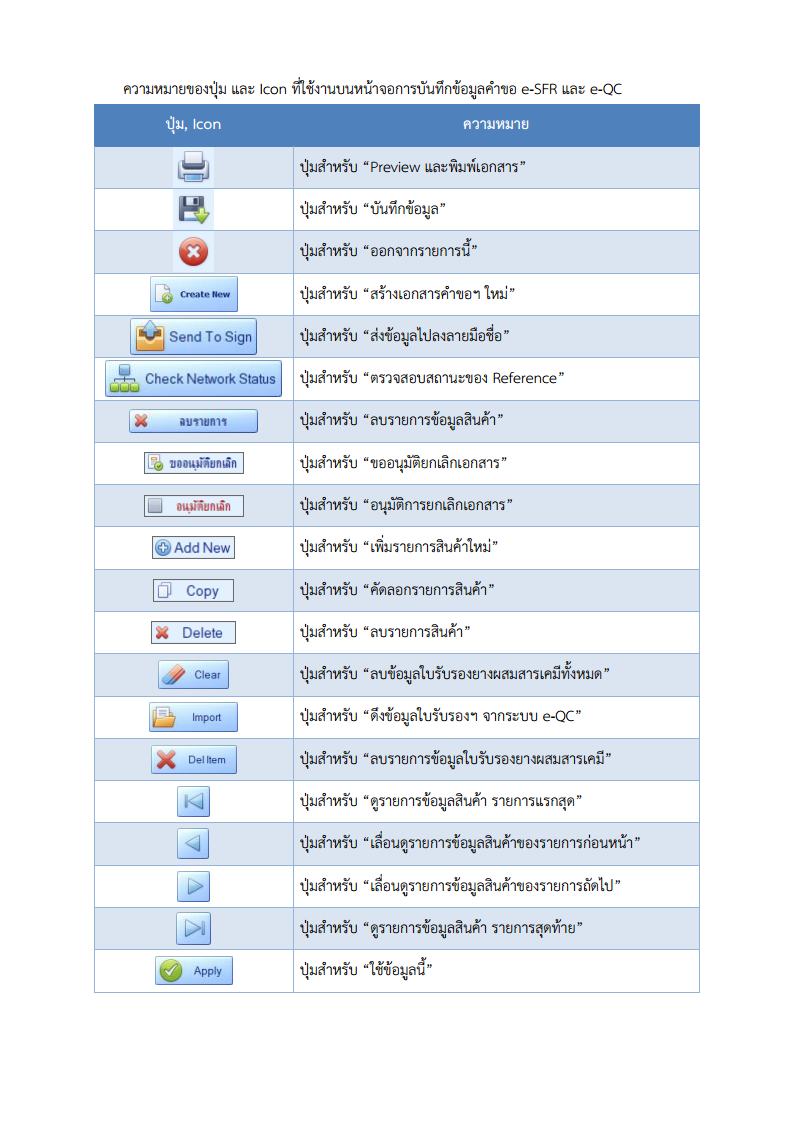 ความหมายของปุ่ม และ Icon ที่ใช้งานบนหน้าจอการบันทึกข้อมูลคำขอ e-SFR และ e-QC
ปุ่ม, Icon ความหมาย
ปุ่มสำหรับ “Preview และพิมพ์เอกสาร”
ปุ่มสำหรับ “บันทึกข้อมูล”
ปุ่มสำหรับ “ออกจากรายการนี้”
Create New ปุ่มสำหรับ “สร้างเอกสารคำขอฯ ใหม่”
Send To Sign ปุ่มสำหรับ “ส่งข้อมูลไปลงลายมือชื่อ”
Check Network Status ปุ่มสำหรับ “ตรวจสอบสถานะของ Reference”
ลบรายการ ปุ่มสำหรับ “ลบรายการข้อมูลสินค้า”
ขออนุมัติยกเลิก ปุ่มสำหรับ “ขออนุมัติยกเลิกเอกสาร”
อนุมัติยกเลิก ปุ่มสำหรับ “อนุมัติการยกเลิกเอกสาร”
Add New ปุ่มสำหรับ “เพิ่มรายการสินค้าใหม่”
Copy ปุ่มสำหรับ “คัดลอกรายการสินค้า”
Delete ปุ่มสำหรับ “ลบรายการสินค้า”
Clear ปุ่มสำหรับ “ลบข้อมูลใบรับรองยางผสมสารเคมีทั้งหมด”
Import ปุ่มสำหรับ “ดึงข้อมูลใบรับรองฯ จากระบบ e-QC”
Del Item ปุ่มสำหรับ “ลบรายการข้อมูลใบรับรองยางผสมสารเคมี”
ปุ่มสำหรับ “ดูรายการข้อมูลสินค้า รายการแรกสุด”
ปุ่มสำหรับ “เลื่อนดูรายการข้อมูลสินค้าของรายการก่อนหน้า”
ปุ่มสำหรับ “เลื่อนดูรายการข้อมูลสินค้าของรายการถัดไป”
ปุ่มสำหรับ “ดูรายการข้อมูลสินค้า รายการสุดท้าย”
Apply ปุ่มสำหรับ “ใช้ข้อมูลนี้”